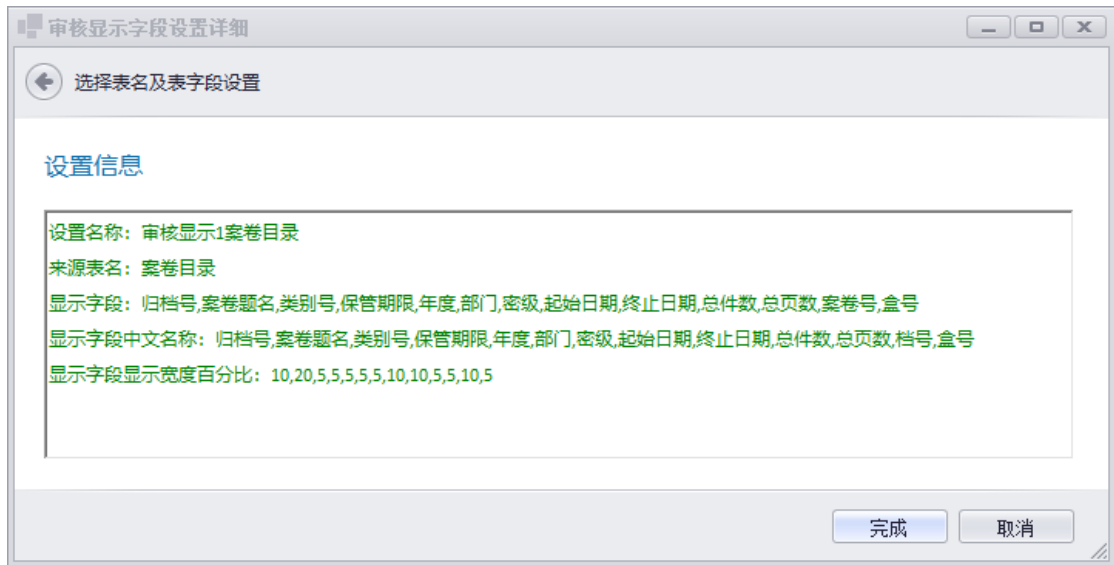 审核显示字段设置详细
选择表名及表字段设置
设置信息
设置名称：审核显示1案卷目录
来源表名：案卷目录
显示字段：归档号,案卷题名,类别号,保管期限,年度,部门,密级,起始日期,终止日期,总件数,总页数,案卷号,盒号
显示字段中文名称：归档号,案卷题名,类别号,保管期限,年度,部门,密级,起始日期,终止日期,总件数,总页数,档号,盒号
显示字段显示宽度百分比：10,20,5,5,5,5,5,10,10,5,5,10,5
完成
取消